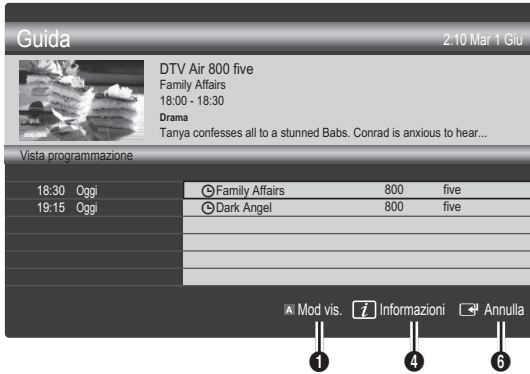 Guida 2:10 Mar 1 Giu
DTV Air 800 five
Family Affairs
18:00 - 18:30
Drama
Tanya confesses all to a stunned Babs. Conrad is anxious to hear...
800 five
Vista programmazione
18:30 Oggi Family Affairs 800 five
19:15 Oggi Dark Angel 800 five
A Mod vis. i Informazioni Annulla
1 4 6